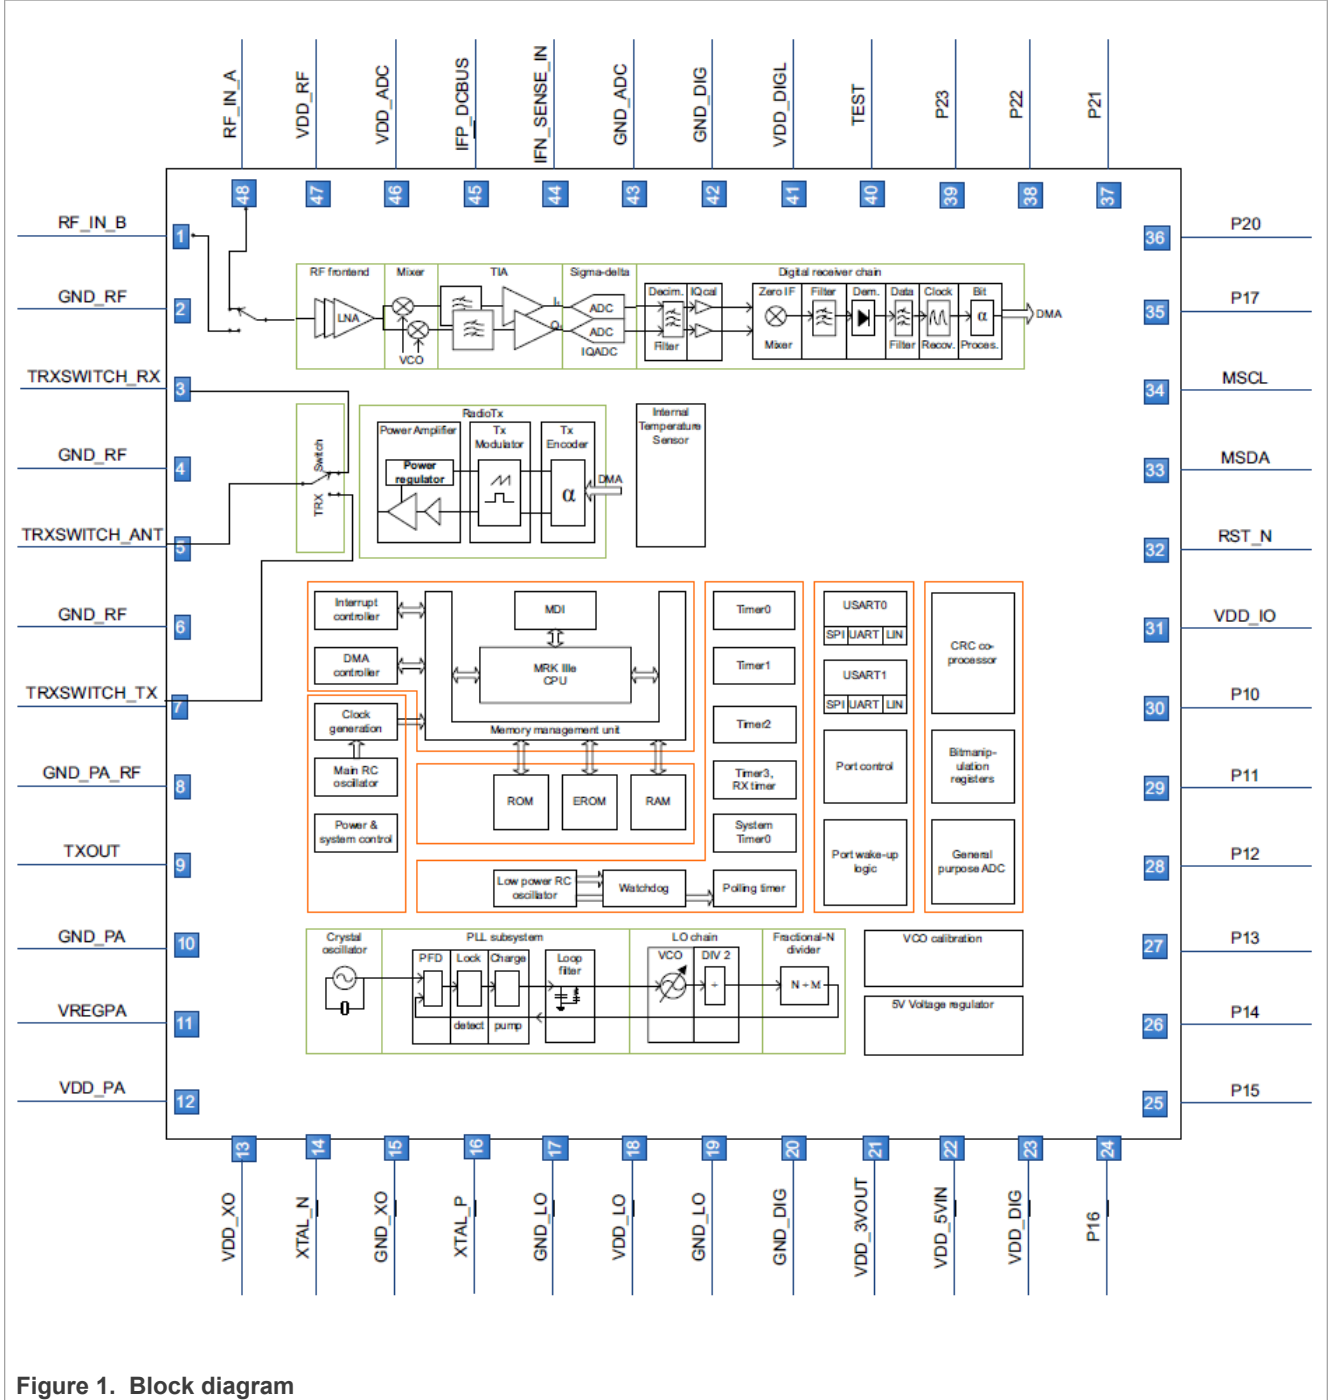 RF_IN_A
VDD_RF
VDD_ADC
IFP_DCBUS
IFN_SENSE_IN
GND_ADC
GND_DIG
VDD_DIGL
TEST
P23
P22
P21
48
47
46
45
44
43
42
41
40
39
38
37
RF_IN_B
1
GND_RF
2
TRXSWITCH_RX
3
GND_RF
4
TRXSWITCH_ANT
5
GND_RF
6
TRXSWITCH_TX
7
GND_PA_RF
8
TXOUT
9
GND_PA
10
VREGPA
11
VDD_PA
12
P20
36
P17
35
MSCL
34
MSDA
33
RST_N
32
VDD_IO
31
P10
30
P11
29
P12
28
P13
27
P14
26
P15
25
RF frontend
LNA
Mixer
VCO
TIA
I
Q
Sigma-delta
ADC
ADC
IQADC
Digital receiver chain
Decim.
Filter
IQcal
Zero IF
Mixer
Filter
Dem.
Data
Filter
Clock
Recov.
Bit
α
Proces.
DMA
TRX
Switch
RadioTx
Power Amplifier
Power
regulator
Tx
Modulator
Tx
Encoder
α
DMA
Internal
Temperature
Sensor
Interrupt
controller
DMA
controller
MDI
MRK IIIe
CPU
Memory management unit
Clock
generation
Main RC
oscillator
Power &
system control
ROM
EROM
RAM
Low power RC
oscillator
Watchdog
Polling timer
Timer0
Timer1
Timer2
Timer3,
RX timer
System
Timer0
USART0
SPI UART LIN
USART1
SPI UART LIN
Port control
Port wake-up
logic
CRC co-
processor
Bitmanip-
ulation
registers
General
purpose ADC
Crystal
oscillator
PLL subsystem
PFD
Lock
detect
Charge
pump
Loop
filter
LO chain
VCO
DIV 2
÷
Fractional-N
divider
N ÷ M
VCO calibration
5V Voltage regulator
13
14
15
16
17
18
19
20
21
22
23
24
VDD_XO
XTAL_N
GND_XO
XTAL_P
GND_LO
VDD_LO
GND_LO
GND_DIG
VDD_3VOUT
VDD_5VIN
VDD_DIG
P16
Figure 1. Block diagram